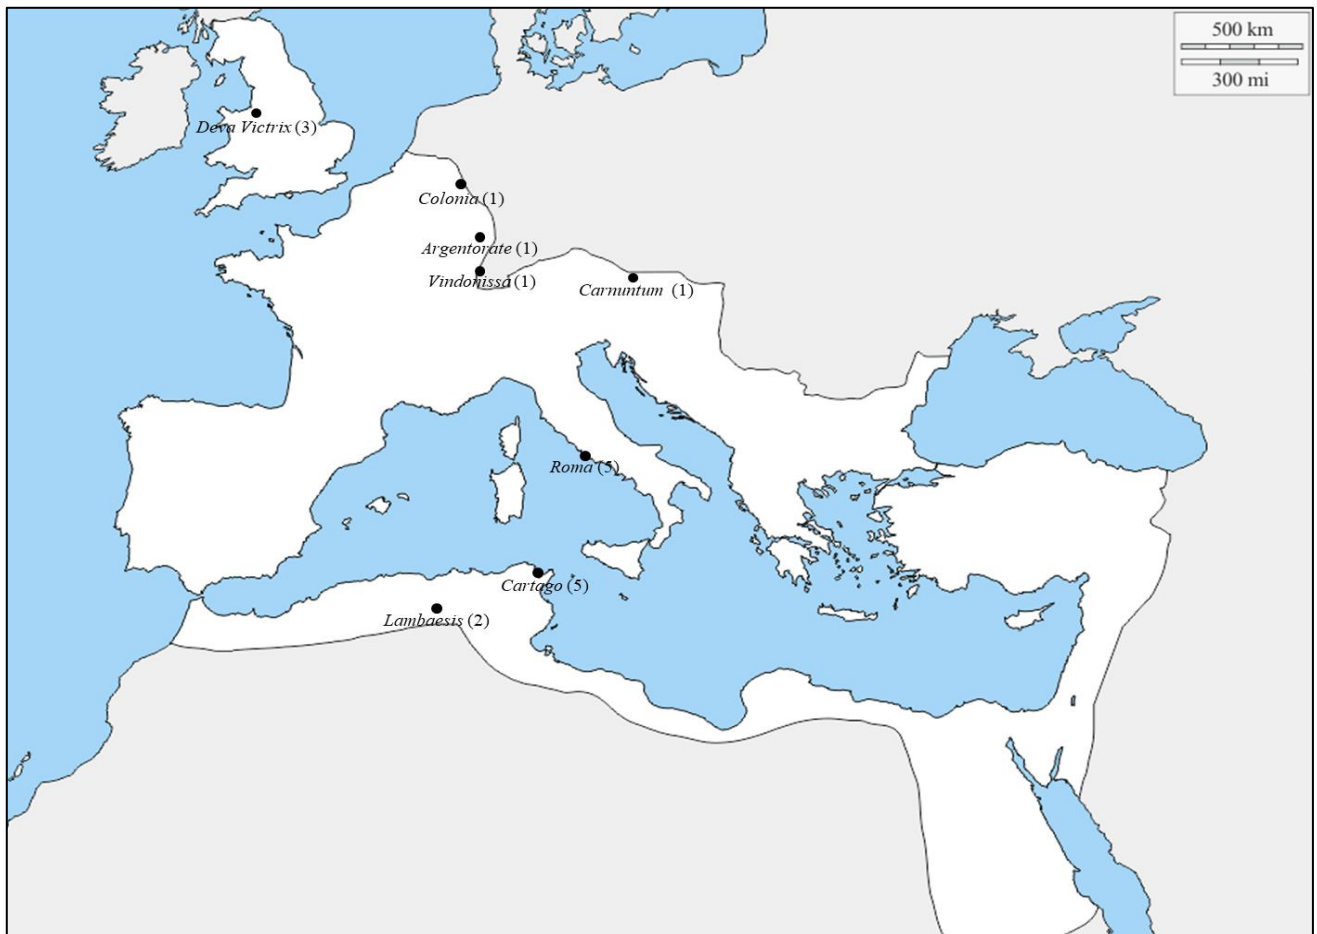 500 km
300 mi
Deva Victrix (3)
Colonia (1)
Argentorate (1)
Vindonissa (1)
Carnuntum (1)
Roma (5)
Cartago (5)
Lambaesis (2)